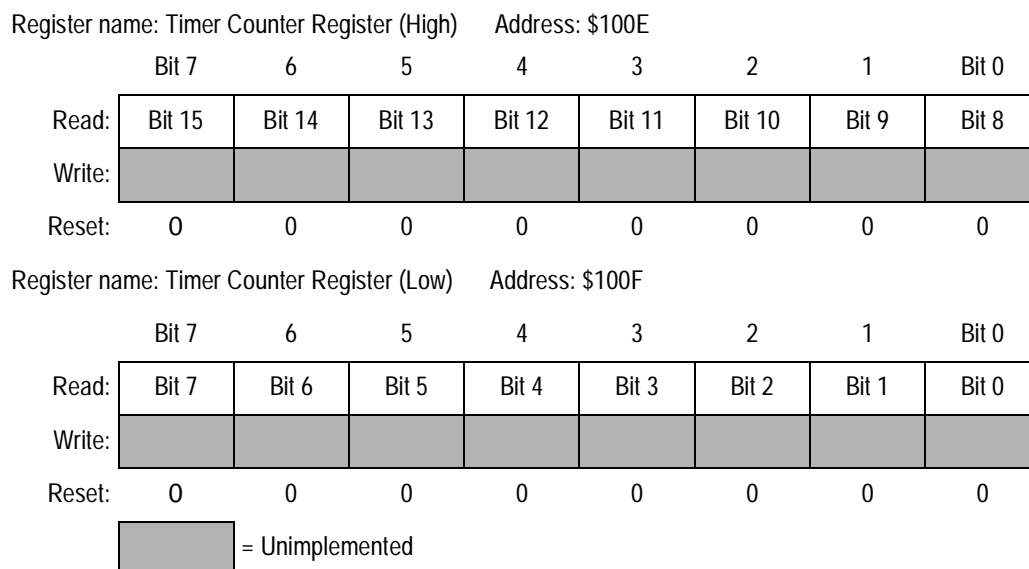 Register name: Timer Counter Register (High) Address: $100E
Bit 7 6 5 4 3 2 1 Bit 0
Read: Bit 15 Bit 14 Bit 13 Bit 12 Bit 11 Bit 10 Bit 9 Bit 8
Write:
Reset: 0 0 0 0 0 0 0 0
Register name: Timer Counter Register (Low) Address: $100F
Bit 7 6 5 4 3 2 1 Bit 0
Read: Bit 7 Bit 6 Bit 5 Bit 4 Bit 3 Bit 2 Bit 1 Bit 0
Write:
Reset: 0 0 0 0 0 0 0 0
= Unimplemented